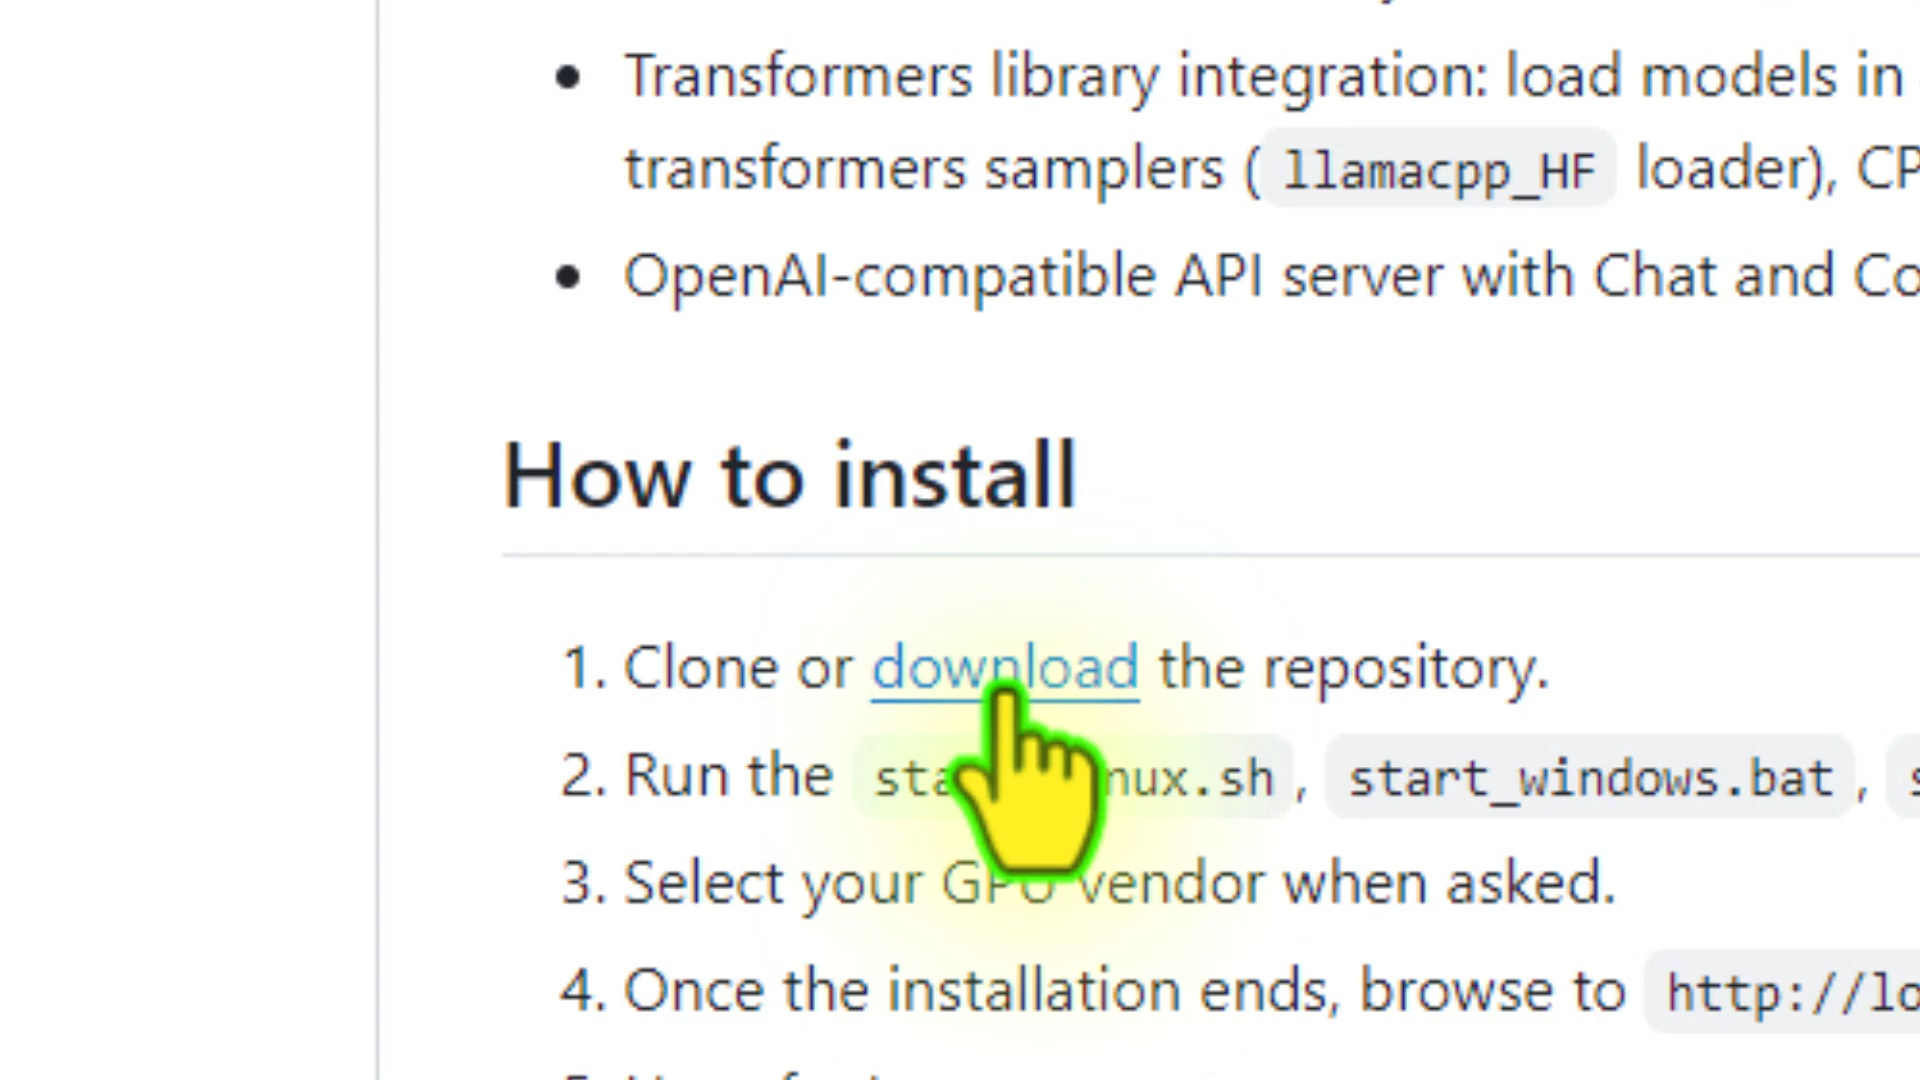 Transformers library integration: load models in
transformers samplers ( llamacpp_HF loader), CP
OpenAI-compatible API server with Chat and Co
How to install
1. Clone or download the repository.
2. Run the , start_windows.bat ,
3. Select your GPU vendor when asked.
4. Once the installation ends, browse to http://lo